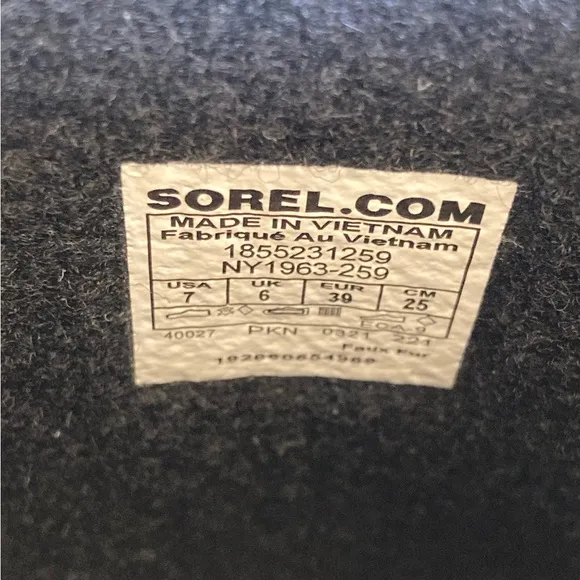 SOREL.COM
MADE IN VIETNAM
Fabriqué Au Vietnam
1855231259
NY1963-259
USA UK EUR CM
7 6 39 25
40027 PKN 0321 221
Faux Fur